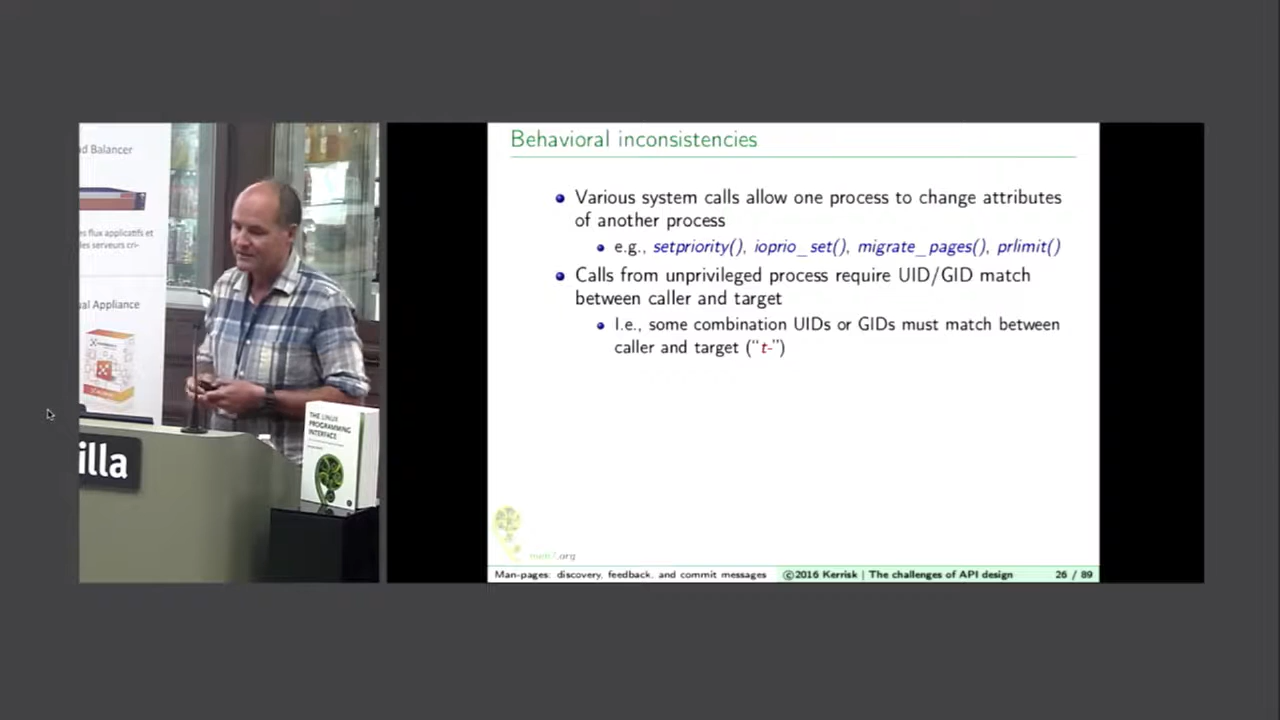 ad Balancer
es flux applicatifs et
les serveurs cri-
ual Appliance
THE LINUX
PROGRAMMING
INTERFACE
illa
Behavioral inconsistencies
Various system calls allow one process to change attributes
of another process
e.g., setpriority(), ioprio_set(), migrate_pages(), prlimit()
Calls from unprivileged process require UID/GID match
between caller and target
I.e., some combination UIDs or GIDs must match between
caller and target (“t-”)
man7.org
Man-pages: discovery, feedback, and commit messages ©2016 Kerrisk | The challenges of API design 26 / 89